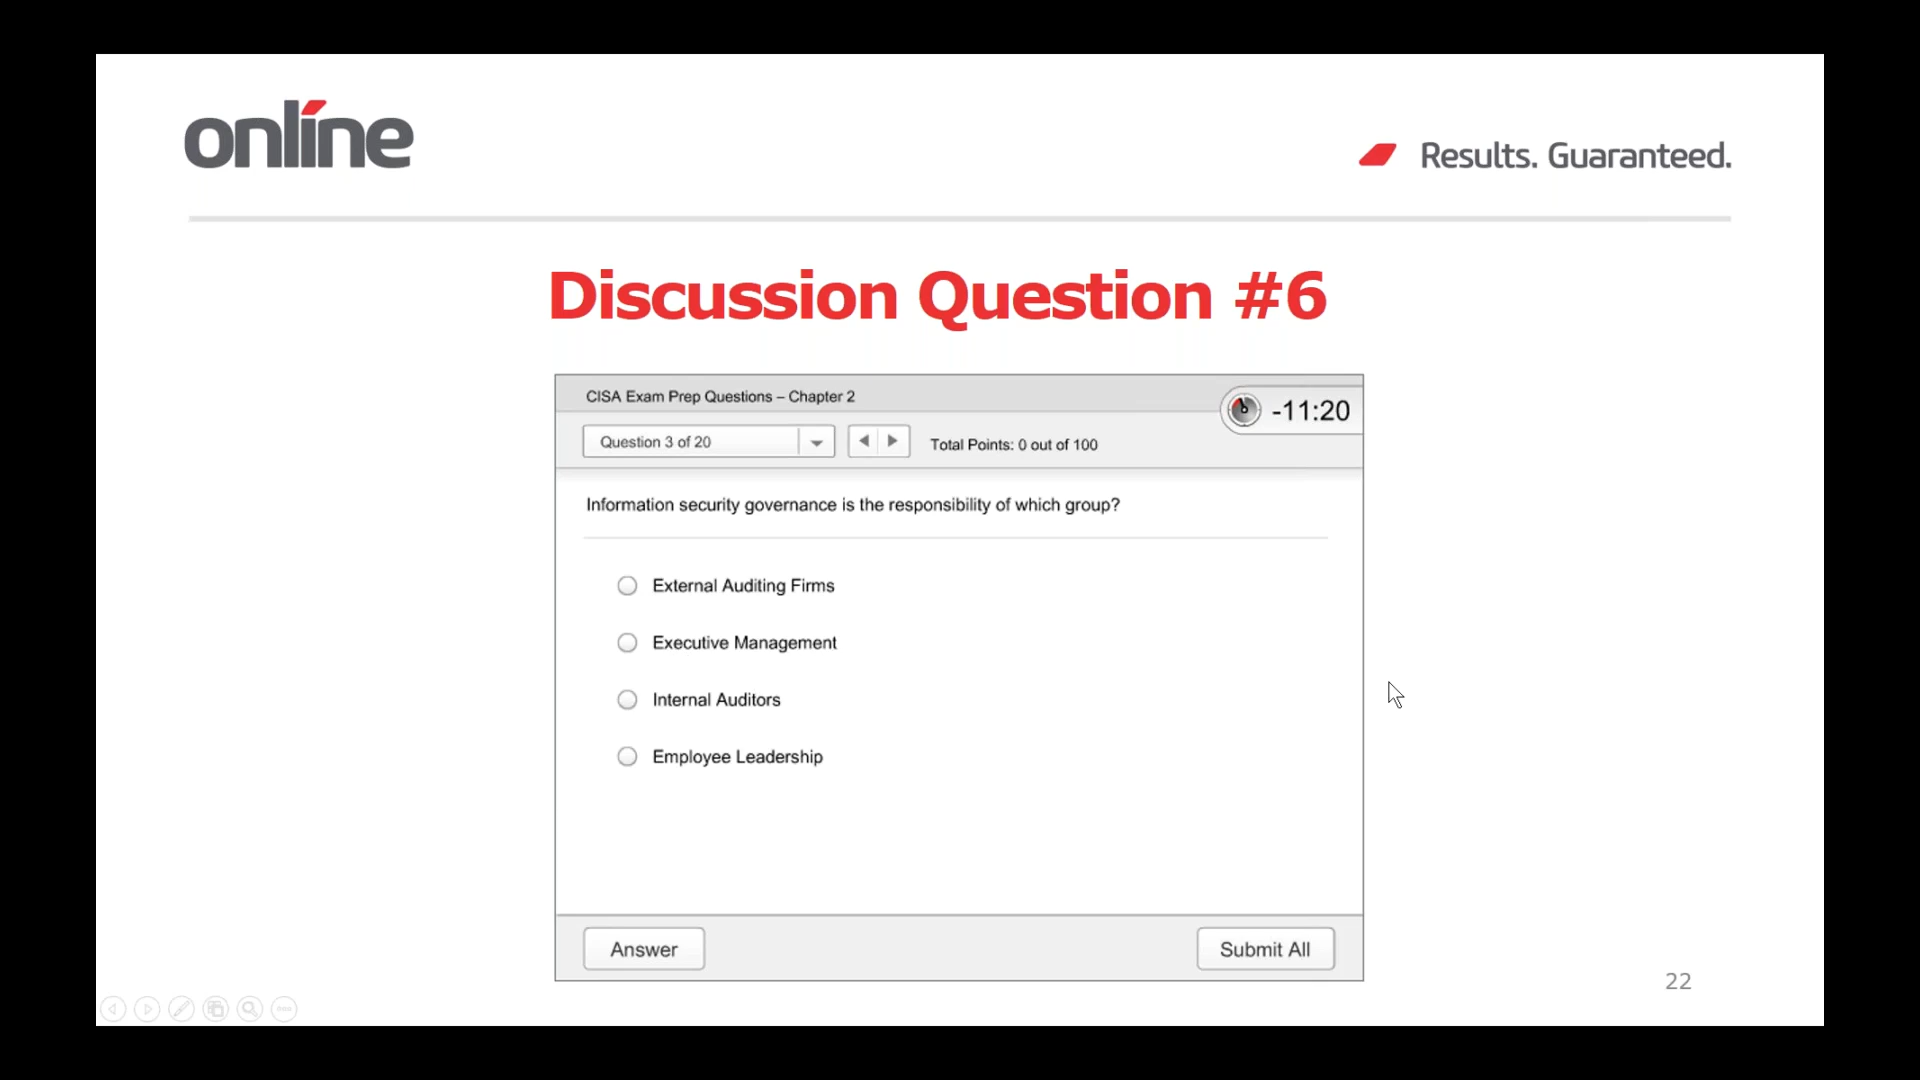 online
Results. Guaranteed.
Discussion Question #6
CISA Exam Prep Questions – Chapter 2
-11:20
Question 3 of 20
Total Points: 0 out of 100
Information security governance is the responsibility of which group?
External Auditing Firms
Executive Management
Internal Auditors
Employee Leadership
Answer
Submit All
22